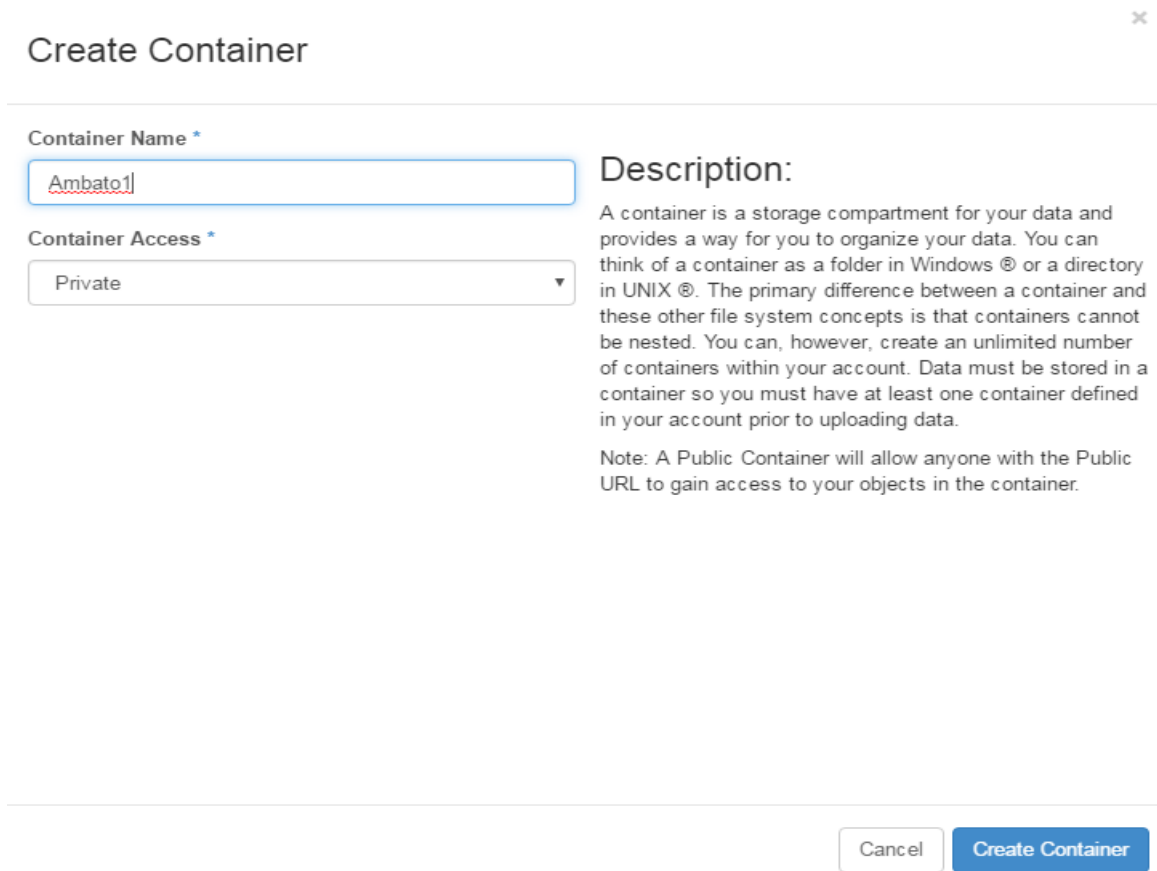 ×
Create Container
Container Name *
Ambato1
Container Access *
Private
Description:
A container is a storage compartment for your data and
provides a way for you to organize your data. You can
think of a container as a folder in Windows ® or a directory
in UNIX ®. The primary difference between a container and
these other file system concepts is that containers cannot
be nested. You can, however, create an unlimited number
of containers within your account. Data must be stored in a
container so you must have at least one container defined
in your account prior to uploading data.
Note: A Public Container will allow anyone with the Public
URL to gain access to your objects in the container.
Cancel
Create Container